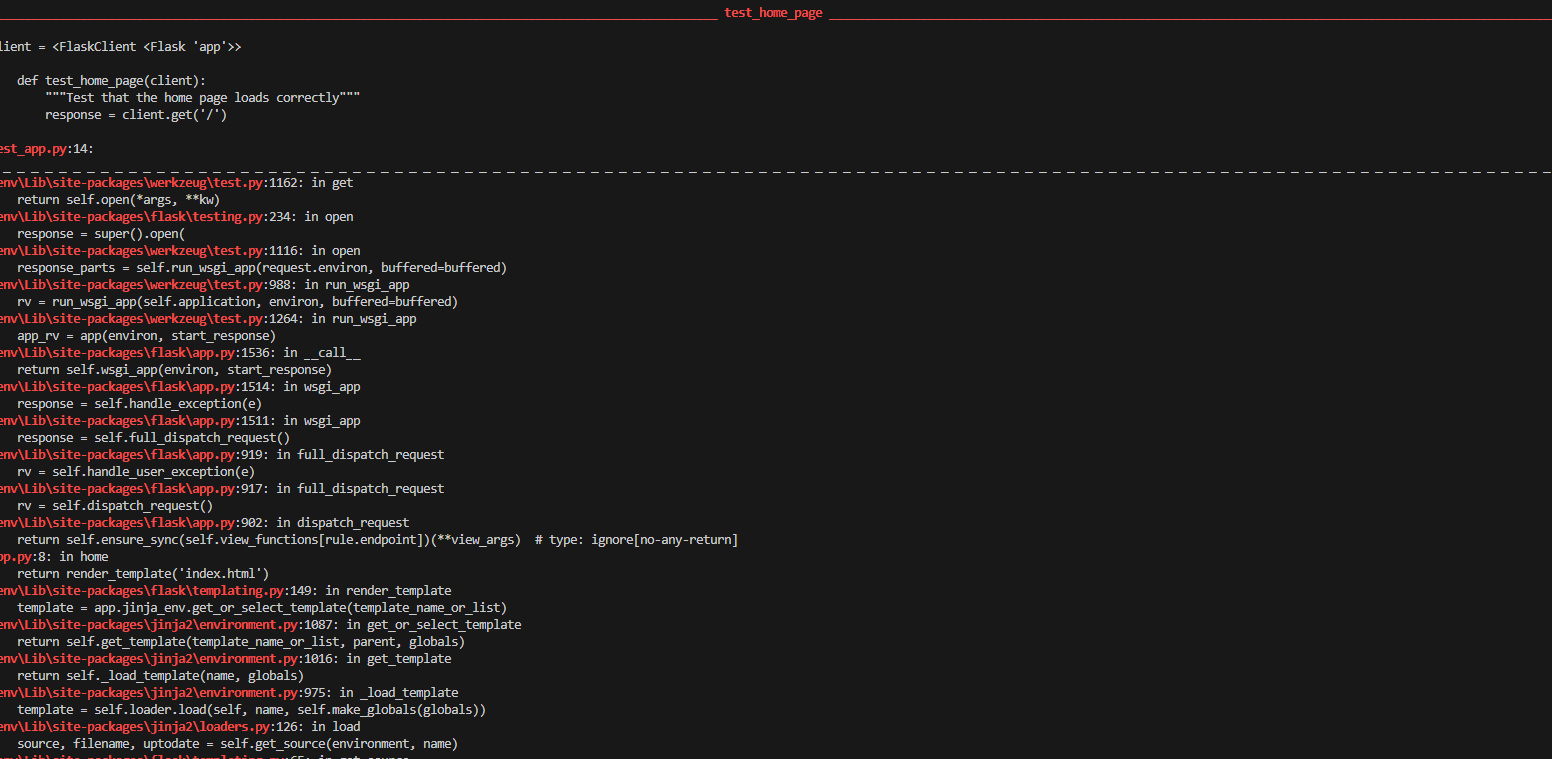 test_home_page
lient = <FlaskClient <Flask 'app'>>
def test_home_page(client):
"""Test that the home page loads correctly"""
response = client.get('/')
est_app.py:14:
env\Lib\site-packages\werkzeug\test.py:1162: in get
return self.open(*args, **kw)
env\Lib\site-packages\flask\testing.py:234: in open
response = super().open(
env\Lib\site-packages\werkzeug\test.py:1116: in open
response_parts = self.run_wsgi_app(request.environ, buffered=buffered)
env\Lib\site-packages\werkzeug\test.py:988: in run_wsgi_app
rv = run_wsgi_app(self.application, environ, buffered=buffered)
env\Lib\site-packages\werkzeug\test.py:1264: in run_wsgi_app
app_rv = app(environ, start_response)
env\Lib\site-packages\flask\app.py:1536: in __call__
return self.wsgi_app(environ, start_response)
env\Lib\site-packages\flask\app.py:1514: in wsgi_app
response = self.handle_exception(e)
env\Lib\site-packages\flask\app.py:1511: in wsgi_app
response = self.full_dispatch_request()
env\Lib\site-packages\flask\app.py:919: in full_dispatch_request
rv = self.handle_user_exception(e)
env\Lib\site-packages\flask\app.py:917: in full_dispatch_request
rv = self.dispatch_request()
env\Lib\site-packages\flask\app.py:902: in dispatch_request
return self.ensure_sync(self.view_functions[rule.endpoint])(**view_args)  # type: ignore[no-any-return]
pp.py:8: in home
return render_template('index.html')
env\Lib\site-packages\flask\templating.py:149: in render_template
template = app.jinja_env.get_or_select_template(template_name_or_list)
env\Lib\site-packages\jinja2\environment.py:1087: in get_or_select_template
return self.get_template(template_name_or_list, parent, globals)
env\Lib\site-packages\jinja2\environment.py:1016: in get_template
return self._load_template(name, globals)
env\Lib\site-packages\jinja2\environment.py:975: in _load_template
template = self.loader.load(self, name, self.make_globals(globals))
env\Lib\site-packages\jinja2\loaders.py:126: in load
source, filename, uptodate = self.get_source(environment, name)